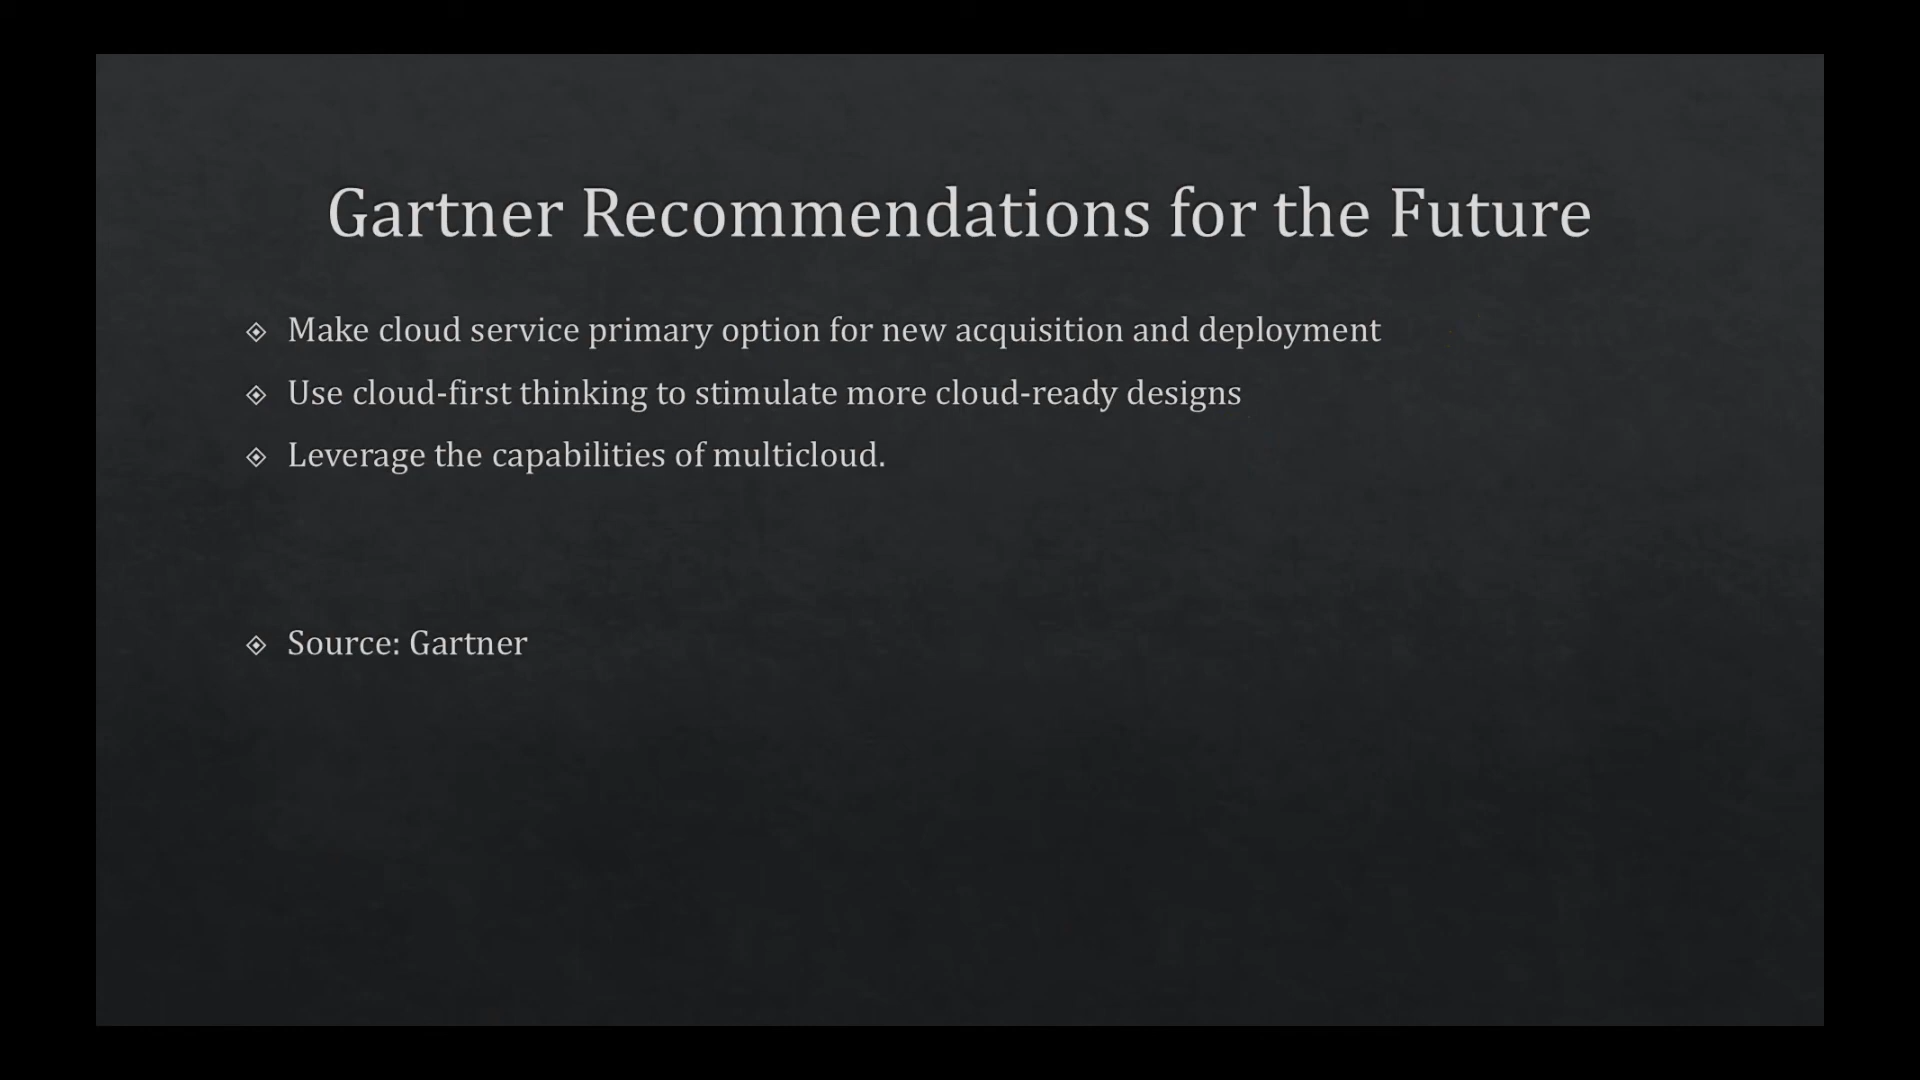 Gartner Recommendations for the Future
Make cloud service primary option for new acquisition and deployment
Use cloud-first thinking to stimulate more cloud-ready designs
Leverage the capabilities of multicloud.
Source: Gartner